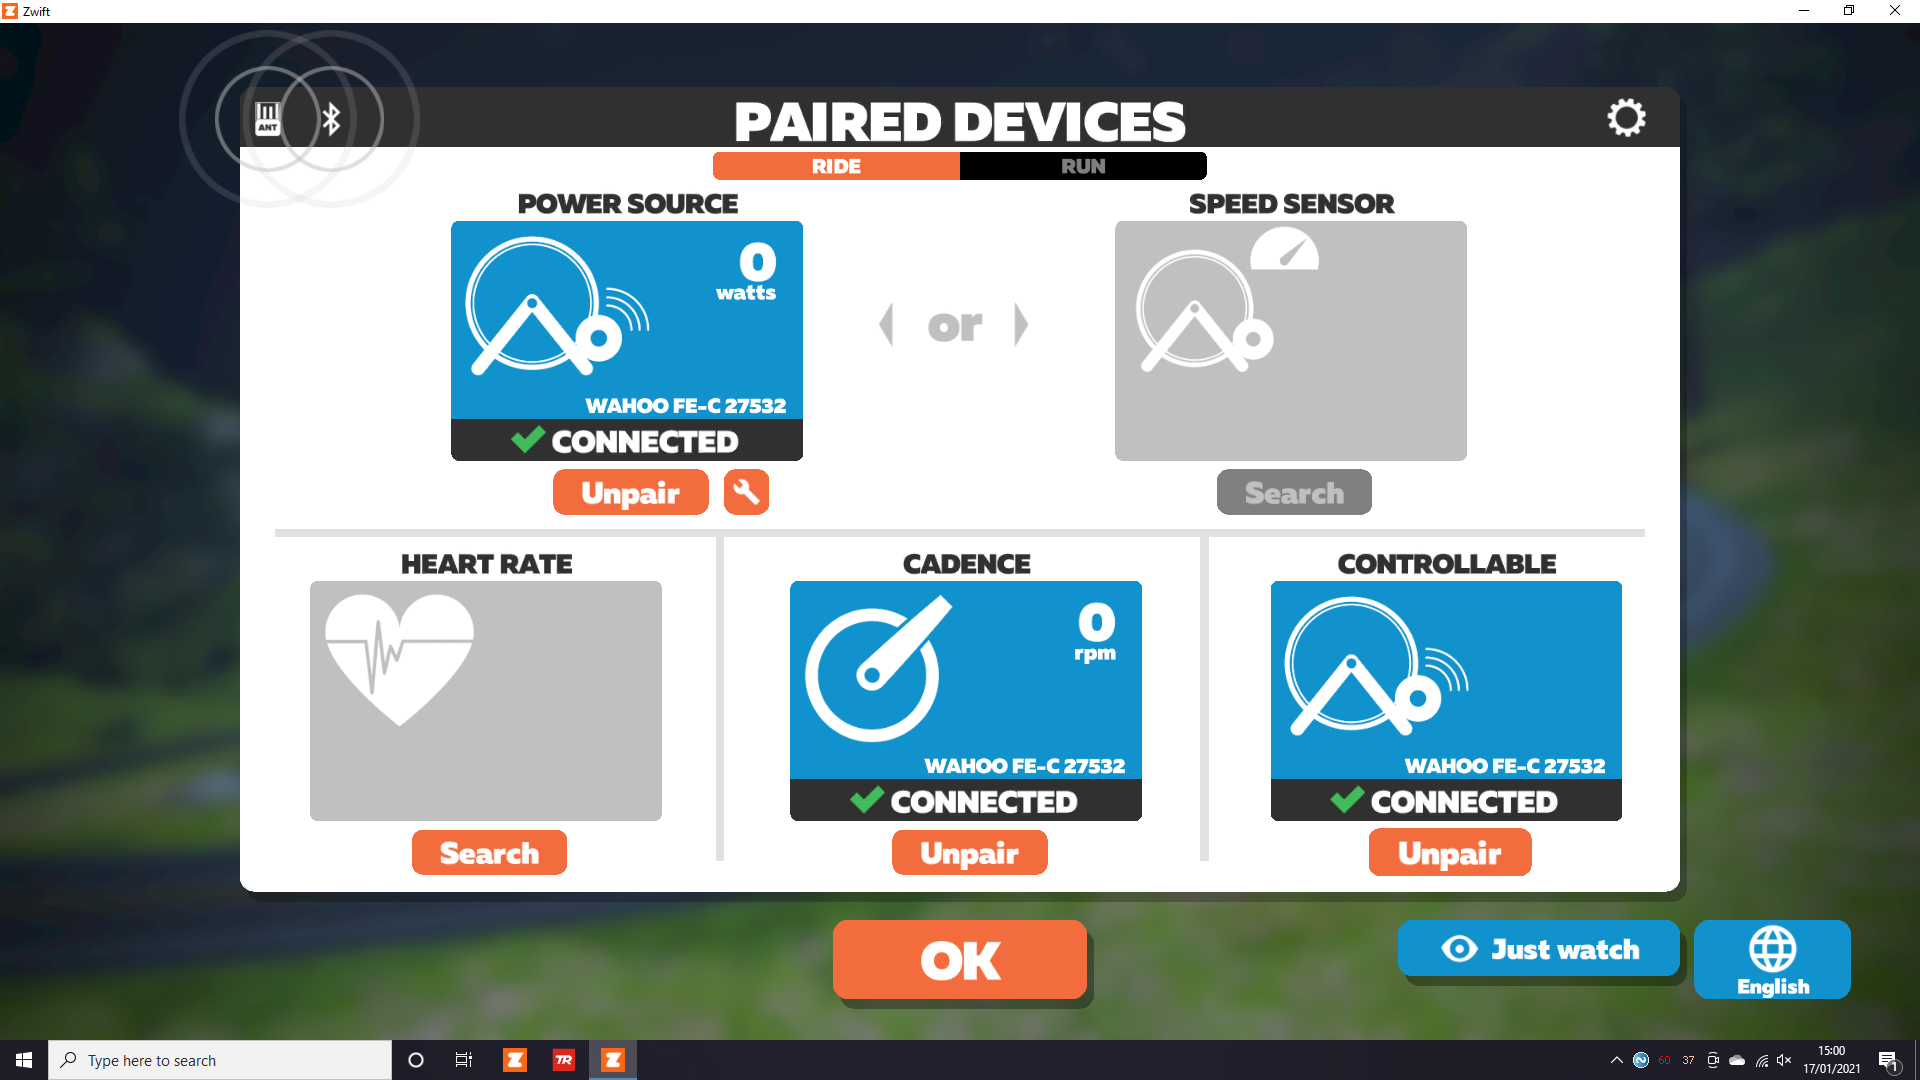 Zwift
ANT
PAIRED DEVICES
RIDE
RUN
POWER SOURCE
SPEED SENSOR
0
watts
or
WAHOO FE-C 27532
CONNECTED
Unpair
Search
HEART RATE
CADENCE
CONTROLLABLE
0
rpm
WAHOO FE-C 27532
WAHOO FE-C 27532
CONNECTED
CONNECTED
Search
Unpair
Unpair
OK
Just watch
English
Type here to search
TR
60
37
15:00
17/01/2021
1